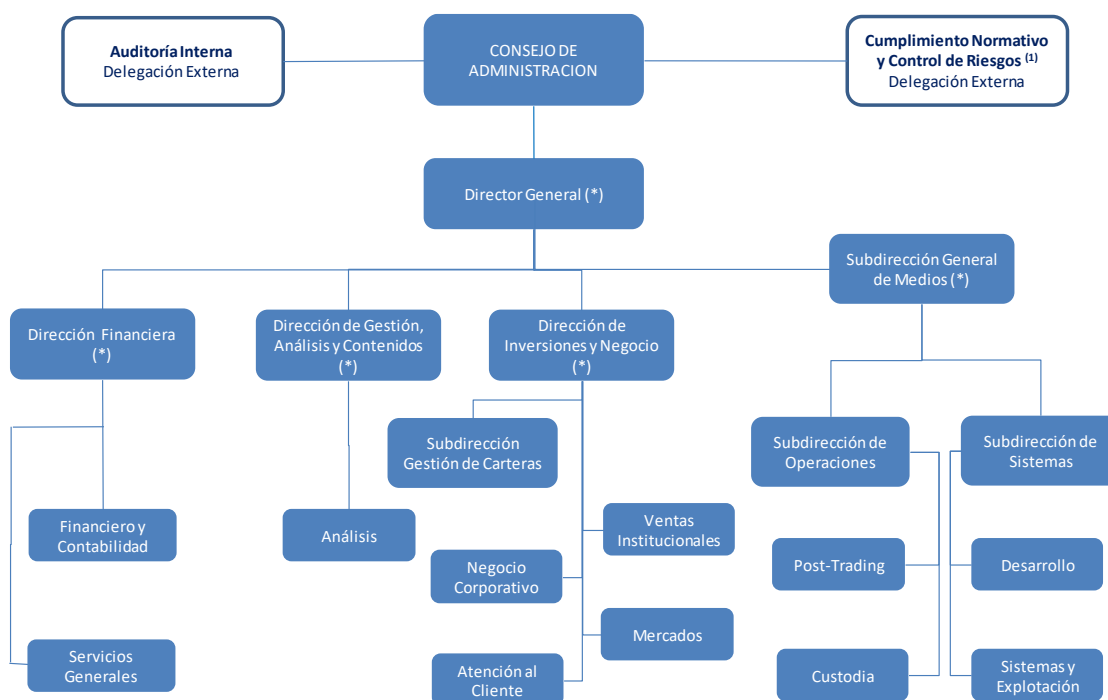 Auditoría Interna
Delegación Externa
CONSEJO DE
ADMINISTRACION
Cumplimiento Normativo
y Control de Riesgos (1)
Delegación Externa
Director General (*)
Subdirección General
de Medios (*)
Dirección Financiera
(*)
Dirección de Gestión,
Análisis y Contenidos
(*)
Dirección de
Inversiones y Negocio
(*)
Subdirección
Gestión de Carteras
Subdirección de
Operaciones
Subdirección de
Sistemas
Financiero y
Contabilidad
Análisis
Ventas
Institucionales
Negocio
Corporativo
Post-Trading
Desarrollo
Mercados
Servicios
Generales
Atención al
Cliente
Custodia
Sistemas y
Explotación